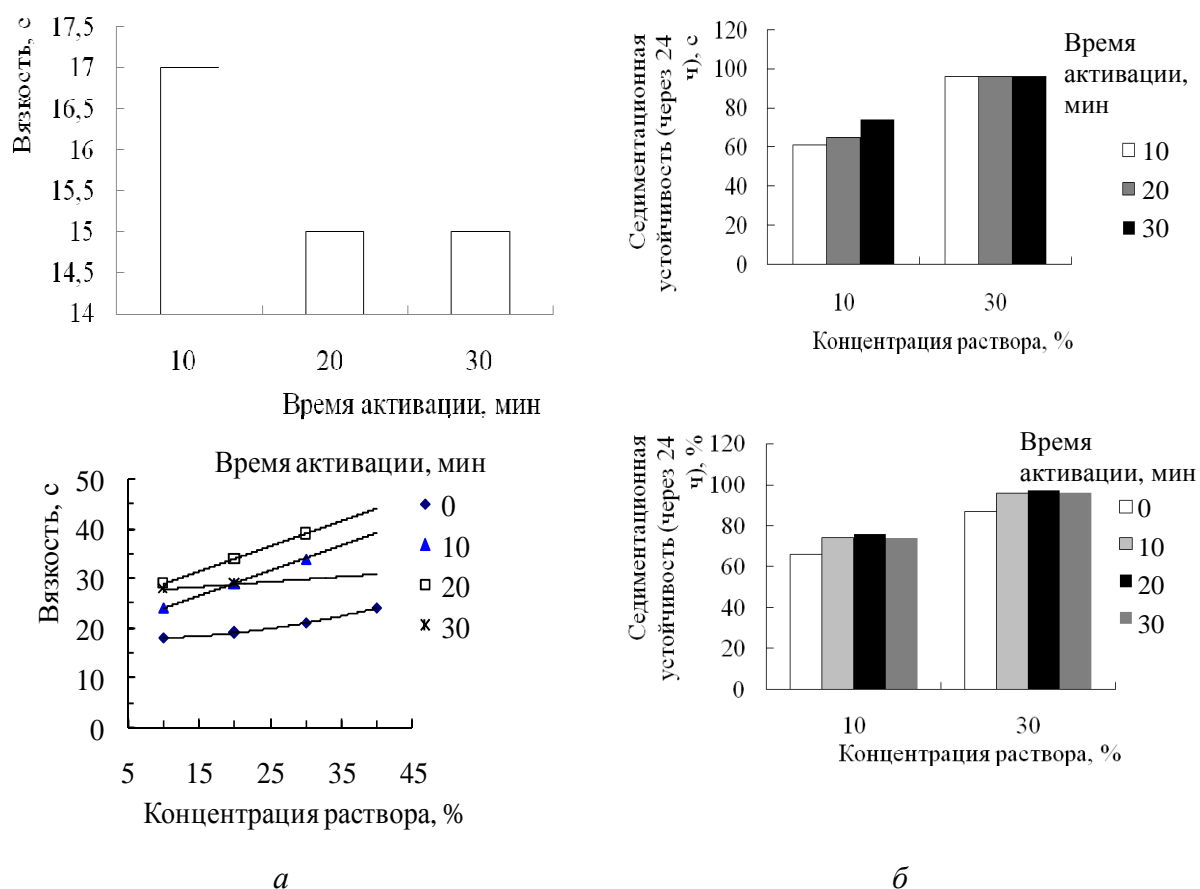 Вязкость, с
17,5
17
16,5
16
15,5
15
14,5
14
10 20 30
Время активации, мин
Седиментационная
устойчивость (через 24
ч), с
120
100
80
60
40
20
0
10 30
Концентрация раствора, %
Время
активации,
мин
10
20
30
Время активации, мин
Вязкость, с
50
40
30
20
10
0
5 15 25 35 45
Концентрация раствора, %
0
10
20
30
Седиментационная
устойчивость (через 24
ч), %
120
100
80
60
40
20
0
10 30
Концентрация раствора, %
Время
активации, мин
0
10
20
30
а
б